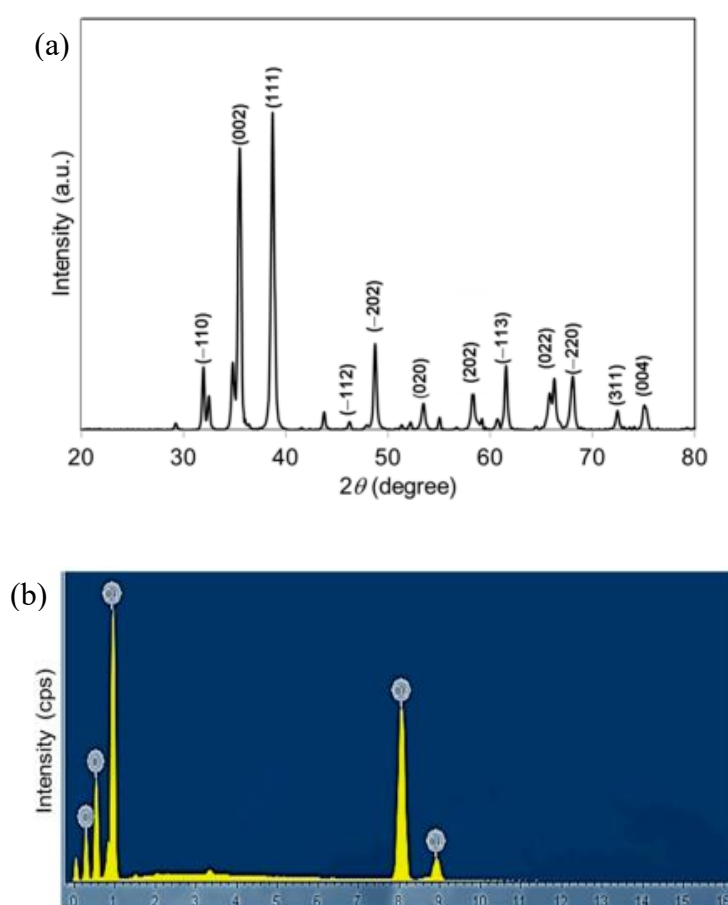 (a)
Intensity (a.u.)
(−110)
(002)
(111)
(−112)
(−202)
(020)
(202)
(−113)
(022)
(−220)
(311)
(004)
20 30 40 50 60 70 80
2θ (degree)
(b)
Intensity (cps)
0 1 2 3 4 5 6 7 8 9 10 11 12 13 14 15